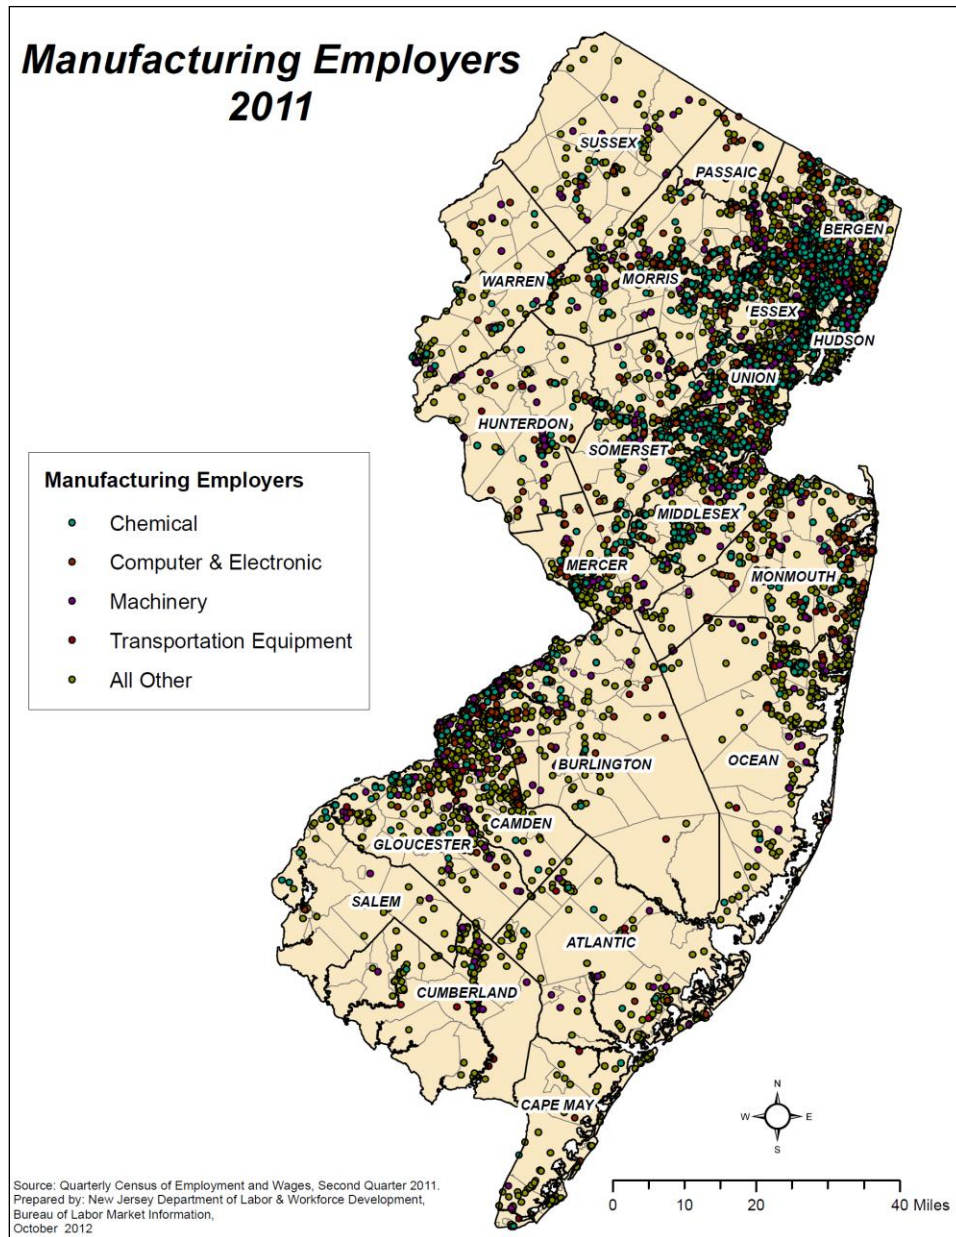 Manufacturing Employers
2011
SUSSEX
PASSAIC
BERGEN
WARREN
MORRIS
ESSEX
HUDSON
UNION
HUNTERDON
SOMERSET
MIDDLESEX
MERCER
MONMOUTH
Manufacturing Employers
Chemical
Computer & Electronic
Machinery
Transportation Equipment
All Other
BURLINGTON
OCEAN
CAMDEN
GLOUCESTER
SALEM
ATLANTIC
CUMBERLAND
CAPE MAY
N
W E
S
Source: Quarterly Census of Employment and Wages, Second Quarter 2011.
Prepared by: New Jersey Department of Labor & Workforce Development,
Bureau of Labor Market Information,
October 2012
0 10 20 40 Miles